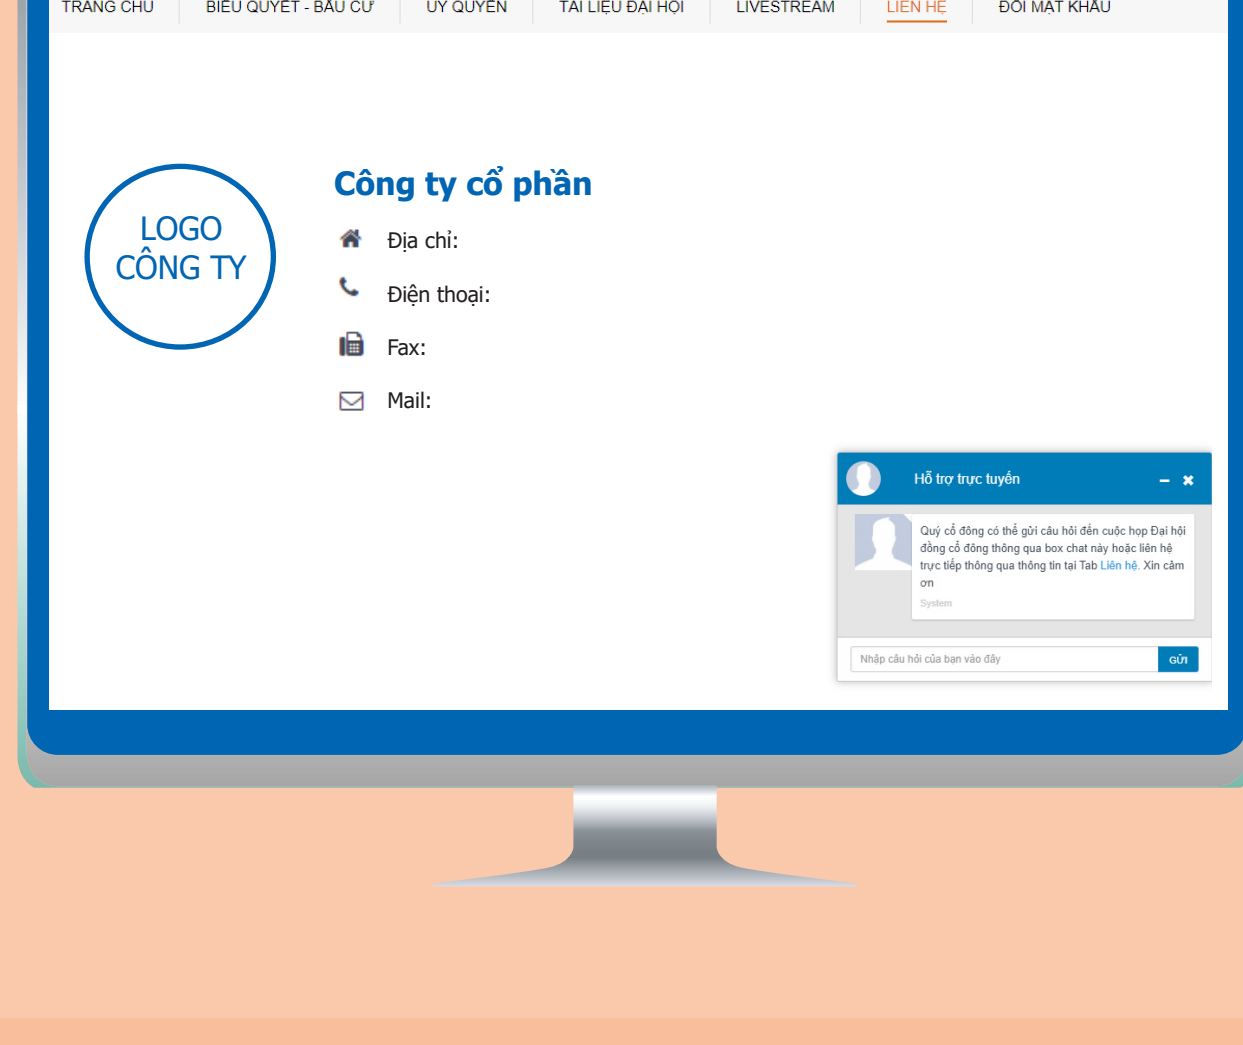 TRANG CHỦ BIỂU QUYẾT - BẦU CỬ ỦY QUYỀN TÀI LIỆU ĐẠI HỘI LIVESTREAM LIÊN HỆ ĐỔI MẬT KHẨU
Công ty cổ phần
LOGO
CÔNG TY
Địa chỉ:
Điện thoại:
Fax:
Mail:
Hỗ trợ trực tuyến
Quý cổ đông có thể gửi câu hỏi đến cuộc họp Đại hội
đồng cổ đông thông qua box chat này hoặc liên hệ
trực tiếp thông qua thông tin tại Tab Liên hệ. Xin cảm
ơn
System
Nhập câu hỏi của bạn vào đây
GỬI